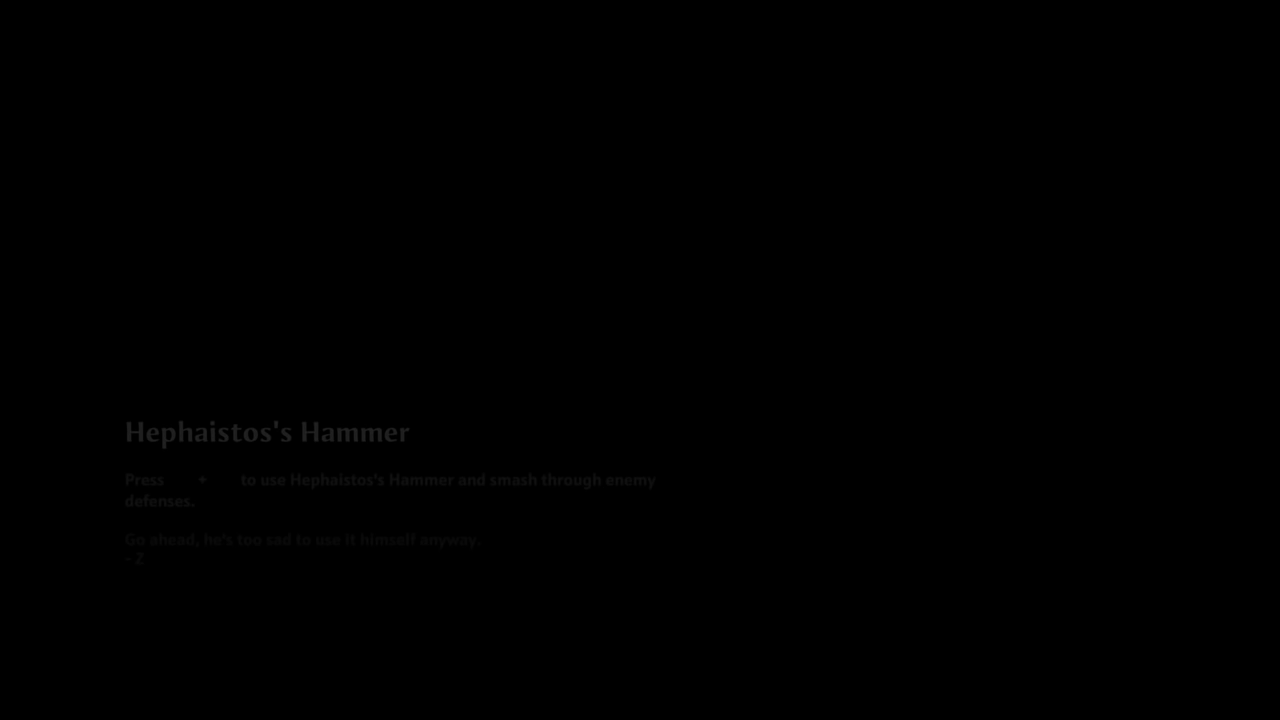 Hephaistos's Hammer
Press + to use Hephaistos's Hammer and smash through enemy
defenses.
Go ahead, he's too sad to use it himself anyway.
- Z